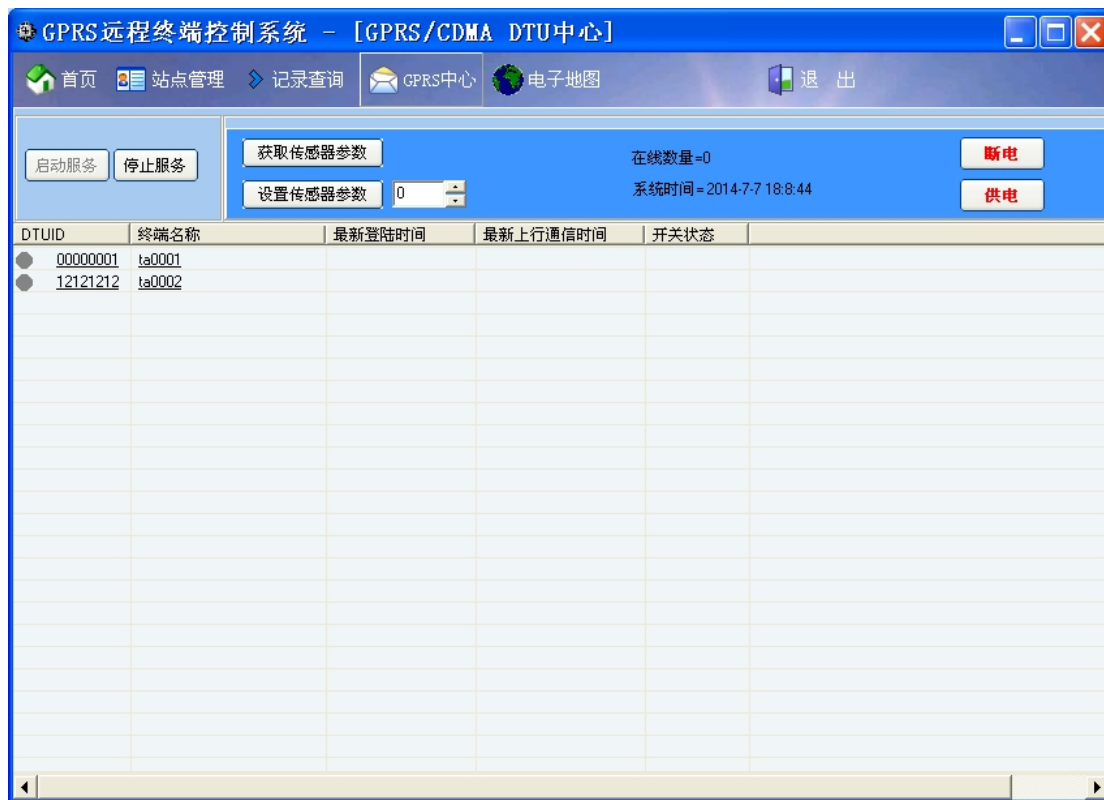 GPRS远程终端控制系统 - [GPRS/CDMA DTU中心]
首页 站点管理 记录查询 GPRS中心 电子地图 退 出
启动服务 停止服务
获取传感器参数 在线数量=0 断电
设置传感器参数 0 系统时间=2014-7-7 18:8:44 供电
DTUID 终端名称 最新登陆时间 最新上行通信时间 开关状态
00000001 ta0001
12121212 ta0002